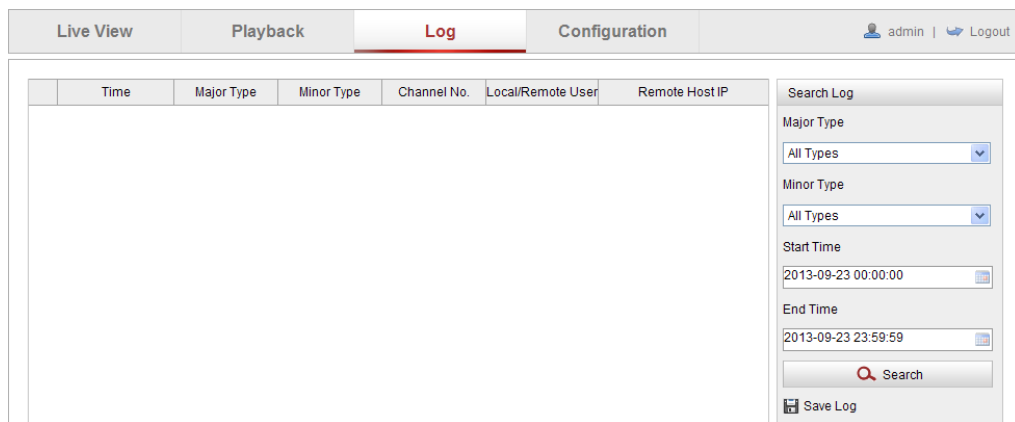 Live View Playback Log Configuration admin | Logout
Time Major Type Minor Type Channel No. Local/Remote User Remote Host IP
Search Log
Major Type
All Types
Minor Type
All Types
Start Time
2013-09-23 00:00:00
End Time
2013-09-23 23:59:59
Search
Save Log